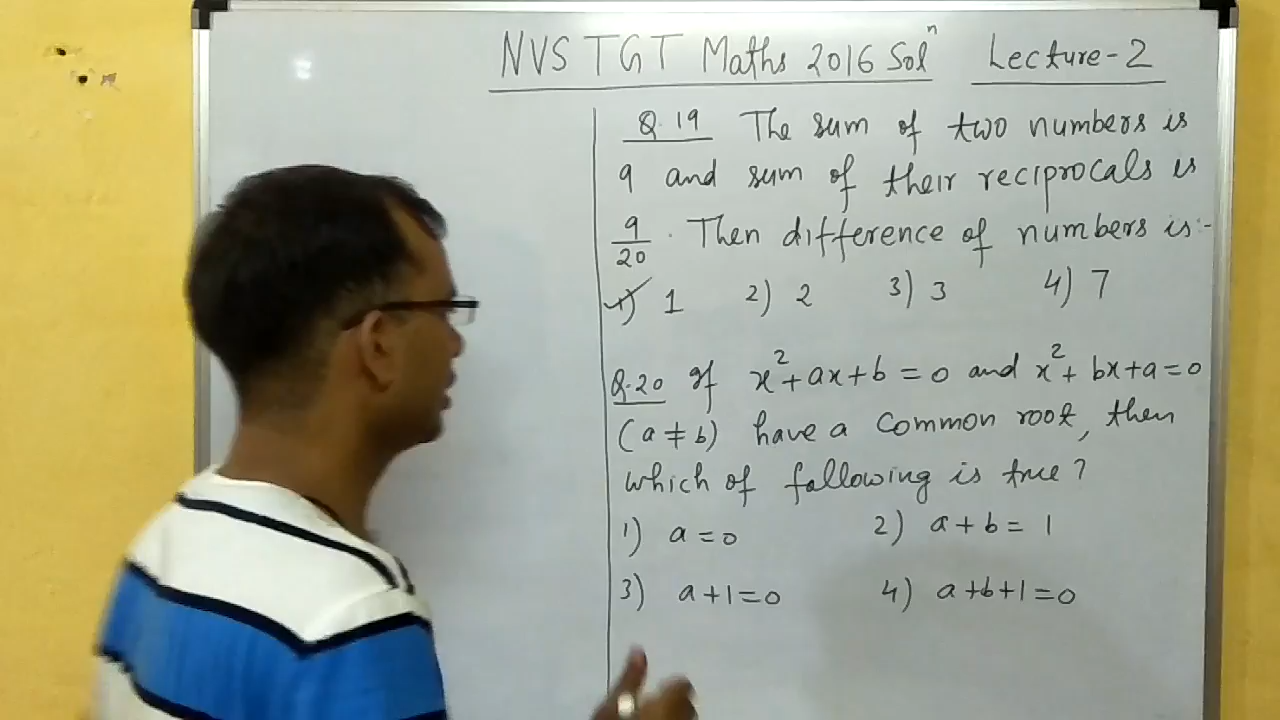 NVS TGT Maths 2016 Solⁿ Lecture-2
Q.19 The sum of two numbers is
9 and sum of their reciprocals is
9/20. Then difference of numbers is:-
1) 1 2) 2 3) 3 4) 7
Q.20 If x²+ax+b=0 and x²+bx+a=0
(a≠b) have a common root, then
which of following is true?
1) a=0 2) a+b=1
3) a+1=0 4) a+b+1=0